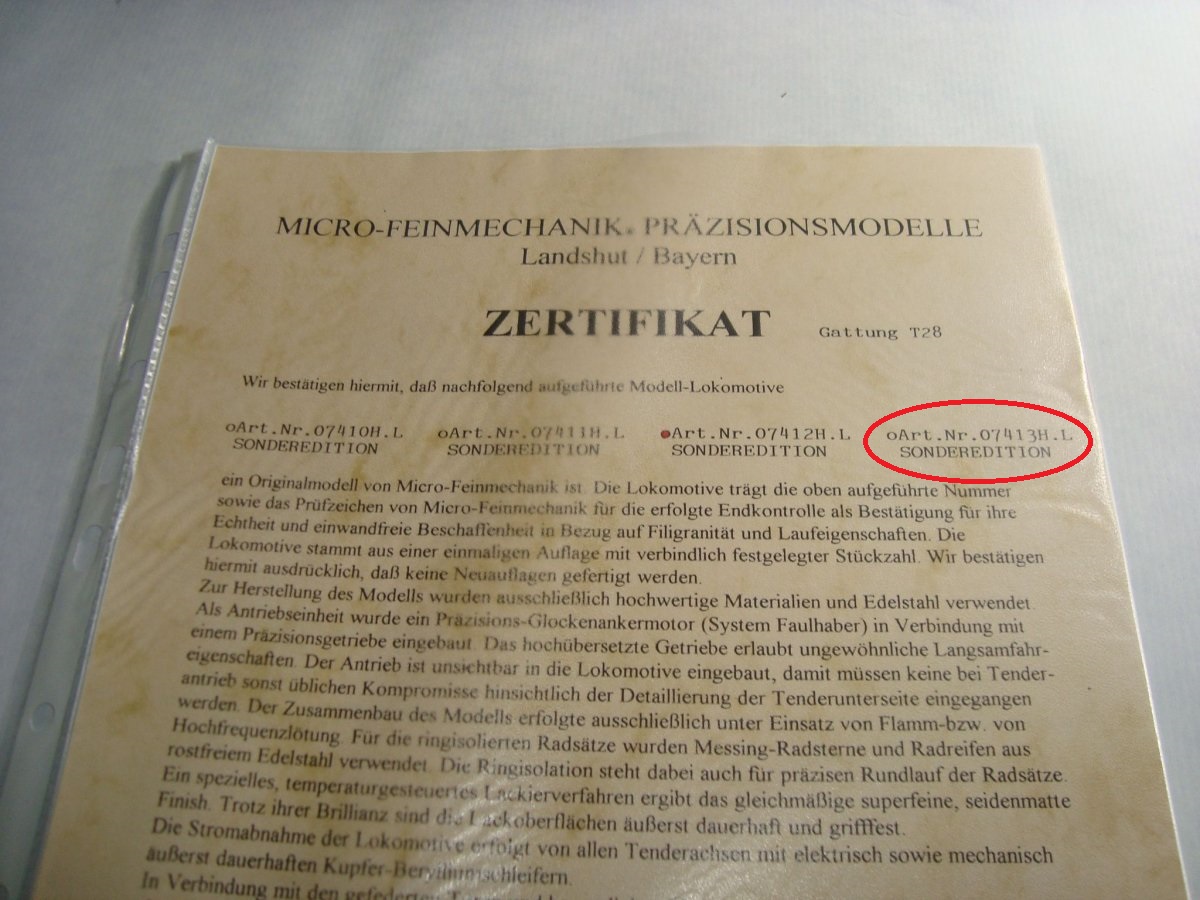 MICRO-FEINMECHANIK. PRÄZISIONSMODELLE
Landshut / Bayern
ZERTIFIKAT Gattung T28
Wir bestätigen hiermit, daß nachfolgend aufgeführte Modell-Lokomotive
oArt.Nr.07410H.L oArt.Nr.07411H.L Art.Nr.07412H.L oArt.Nr.07413H.L
SONDEREDITION SONDEREDITION SONDEREDITION SONDEREDITION
ein Originalmodell von Micro-Feinmechanik ist. Die Lokomotive trägt die oben aufgeführte Nummer
sowie das Prüfzeichen von Micro-Feinmechanik für die erfolgte Endkontrolle als Bestätigung für ihre
Echtheit und einwandfreie Beschaffenheit in Bezug auf Filigranität und Laufeigenschaften. Die
Lokomotive stammt aus einer einmaligen Auflage mit verbindlich festgelegter Stückzahl. Wir bestätigen
hiermit ausdrücklich, daß keine Neuauflagen gefertigt werden.
Zur Herstellung des Modells wurden ausschließlich hochwertige Materialien und Edelstahl verwendet.
Als Antriebseinheit wurde ein Präzisions-Glockenankermotor (System Faulhaber) in Verbindung mit
einem Präzisionsgetriebe eingebaut. Das hochübersetzte Getriebe erlaubt ungewöhnliche Langsamfahr-
eigenschaften. Der Antrieb ist unsichtbar in die Lokomotive eingebaut, damit müssen keine bei Tender-
antrieb sonst üblichen Kompromisse hinsichtlich der Detaillierung der Tenderunterseite eingegangen
werden. Der Zusammenbau des Modells erfolgte ausschließlich unter Einsatz von Flamm-bzw. von
Hochfrequenzlötung. Für die ringisolierten Radsätze wurden Messing-Radsterne und Radreifen aus
rostfreiem Edelstahl verwendet. Die Ringisolation steht dabei auch für präzisen Rundlauf der Radsätze.
Ein spezielles, temperaturgesteuertes Lackierverfahren ergibt das gleichmäßige superfeine, seidenmatte
Finish. Trotz ihrer Brillianz sind die Lackoberflächen äußerst dauerhaft und grifffest.
Die Stromabnahme der Lokomotive erfolgt von allen Tenderachsen mit elektrisch sowie mechanisch
äußerst dauerhaften Kupfer-Beryliumschleifern.
In Verbindung mit den gefederten